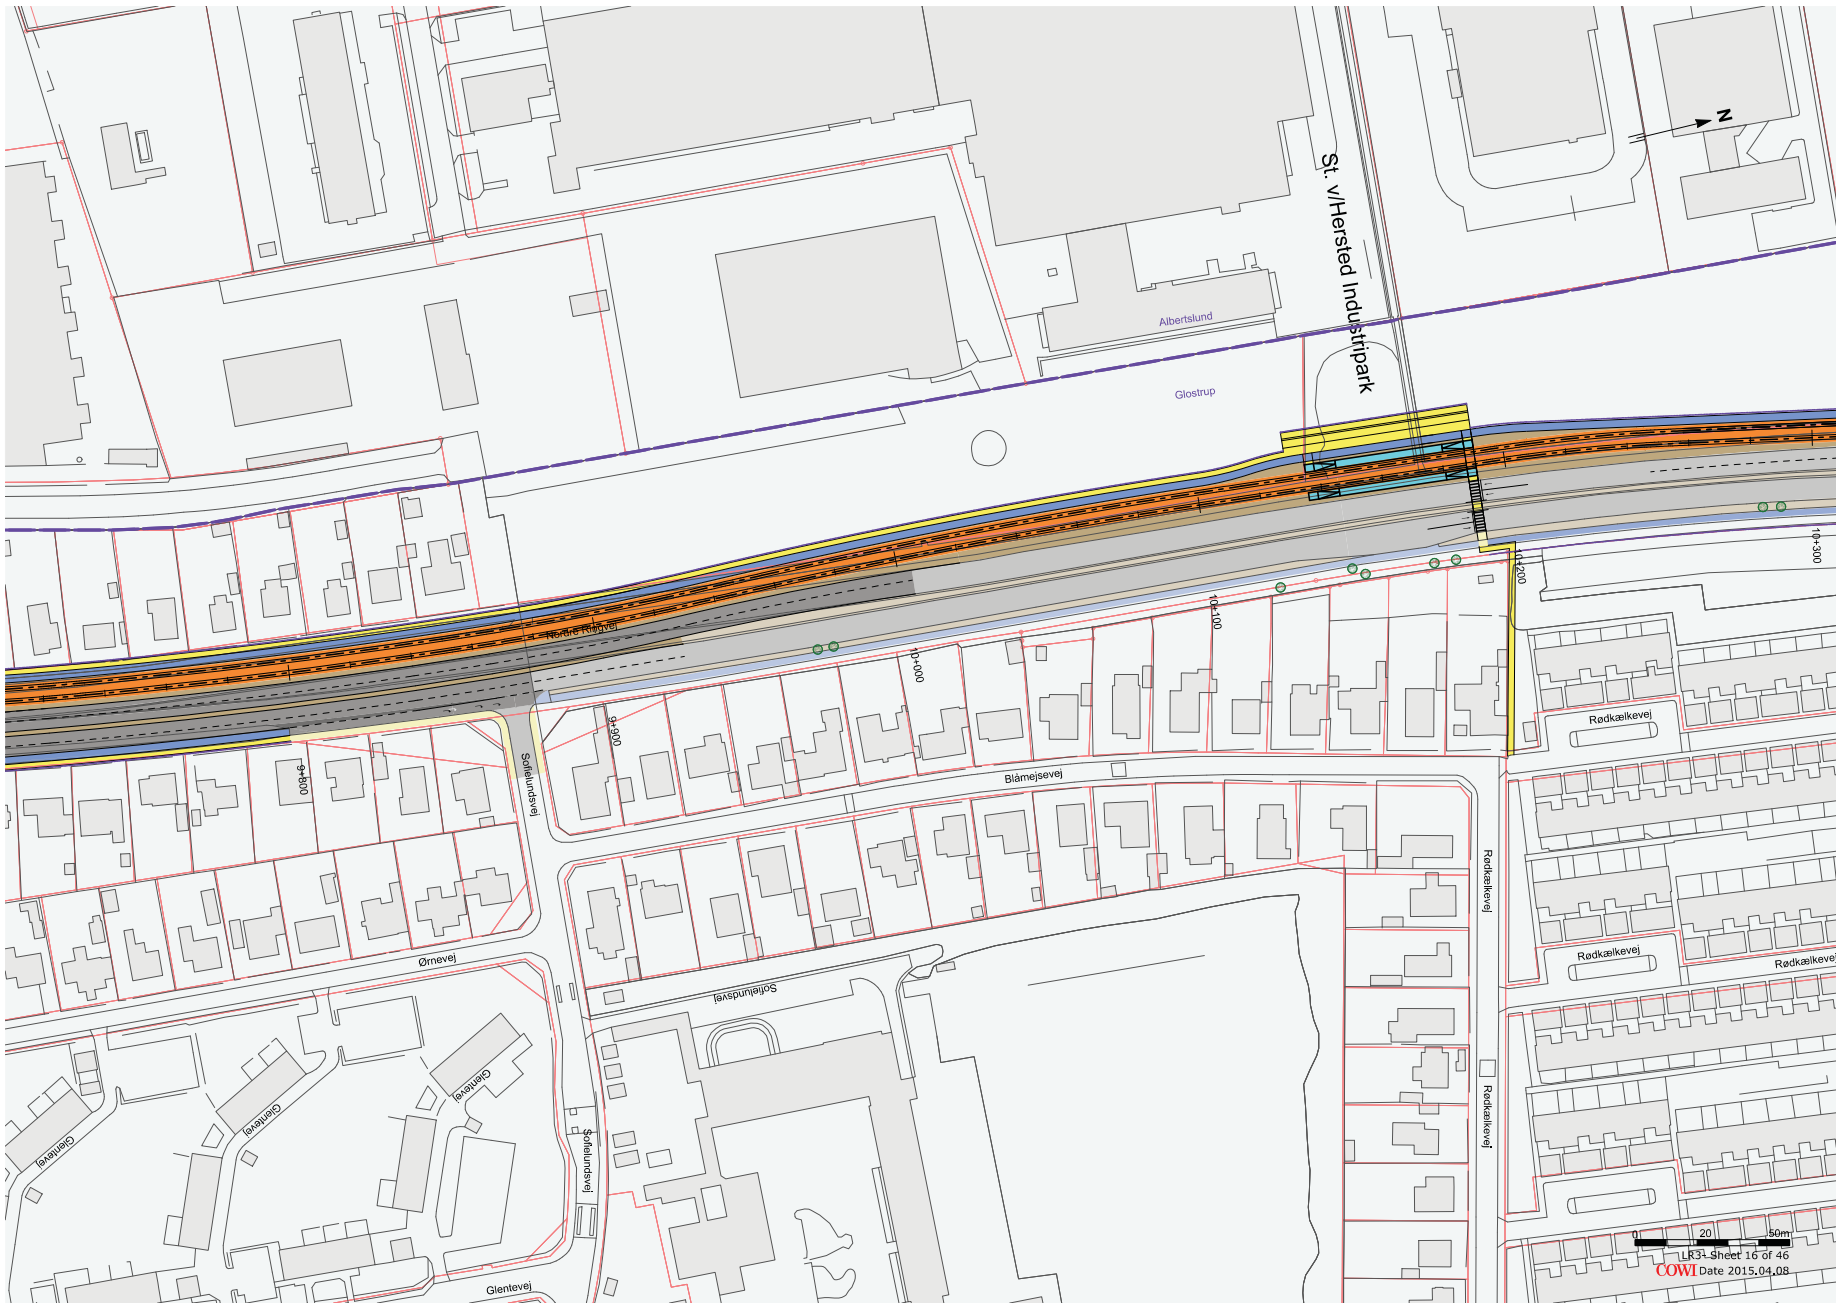 N
St. v/Hersted Industripark
Albertslund
Glostrup
10+300
10+200
10+100
10+000
Nordre Ringvej
9+900
9+800
Sofielundsvej
Blåmejsevej
Rødkælkevej
Rødkælkevej
Rødkælkevej
Rødkælkevej
Ørnevej
Sofielundsvej
Glentevej
Glentevej
Glentevej
Rødkælkevej
Sofielundsvej
Glentevej
0 20 50m
LR3- Sheet 16 of 46
COWI Date 2015.04.08